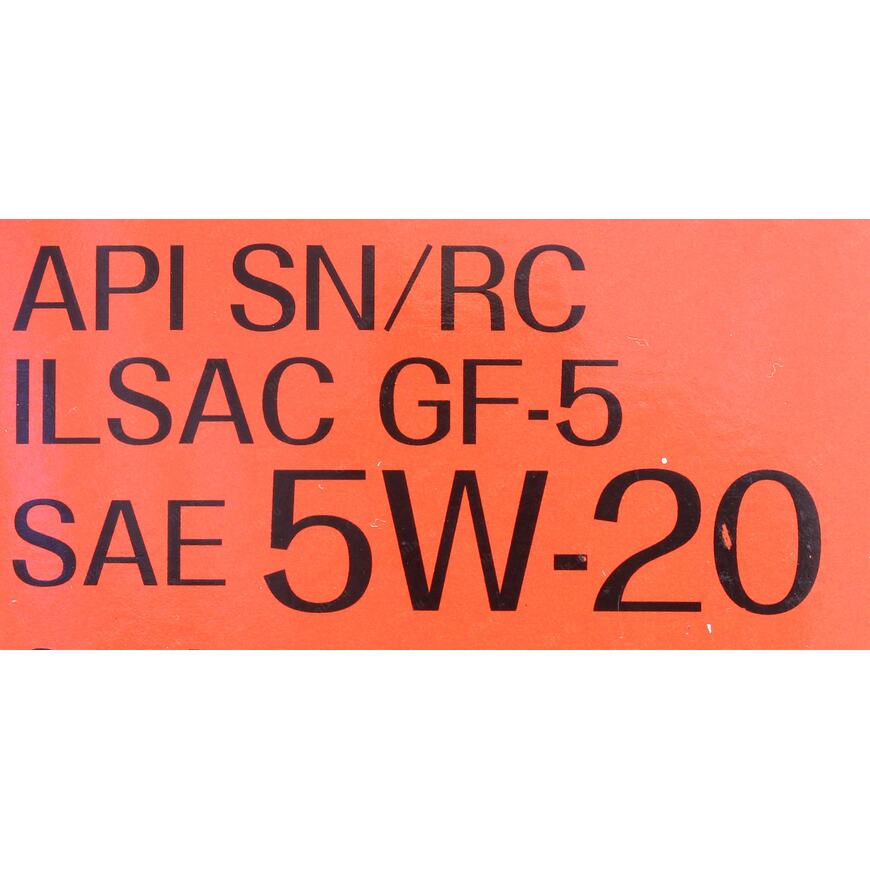 API SN/RC
ILSAC GF-5
SAE 5W-20